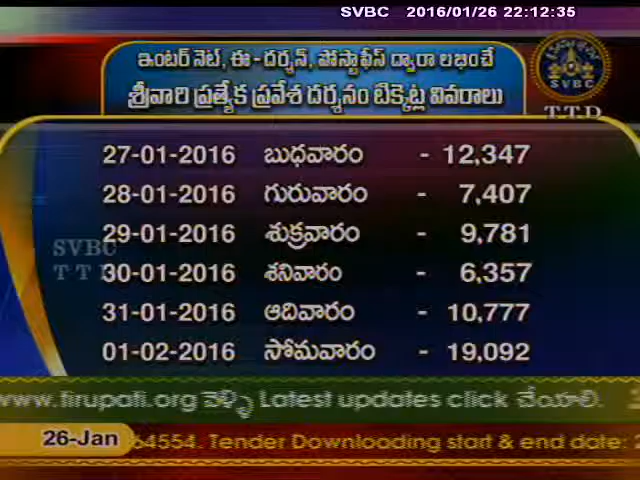 SVBC 2016/01/26 22:12:35
ఇంటర్ నెట్, ఈ - దర్శన్, పోస్టాఫీస్ ద్వారా లభించే
శ్రీవారి ప్రత్యేక ప్రవేశ దర్శనం టిక్కెట్ల వివరాలు
SVBC
T T D
27-01-2016 బుధవారం - 12,347
28-01-2016 గురువారం - 7,407
29-01-2016 శుక్రవారం - 9,781
SVBC
T T D
30-01-2016 శనివారం - 6,357
31-01-2016 ఆదివారం - 10,777
01-02-2016 సోమవారం - 19,092
www.tirupati.org వెళ్ళి Latest updates click చేయాలి.
26-Jan 64554. Tender Downloading start & end date: 2